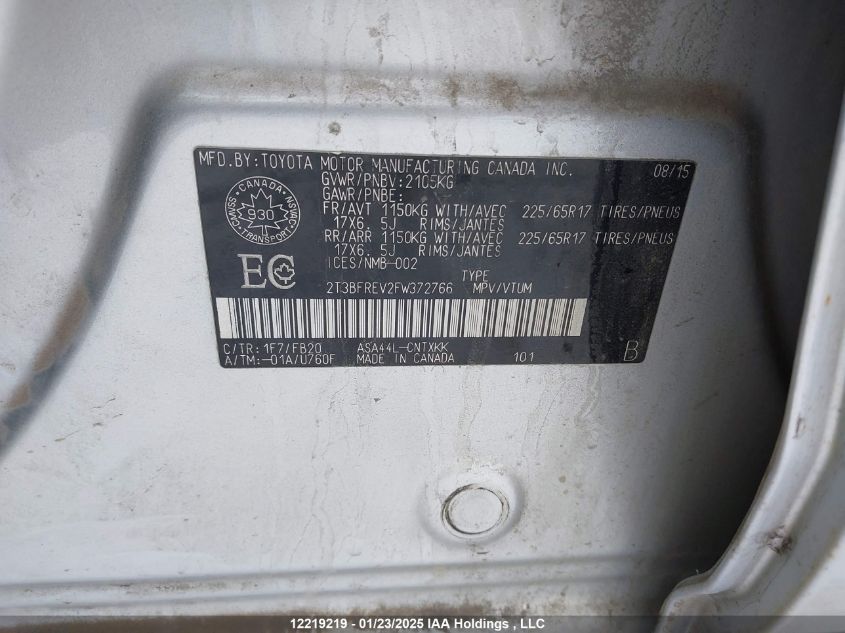 MFD.BY:TOYOTA MOTOR MANUFACTURING CANADA INC. 08/15
GVWR/PNBV:2105KG
GAWR/PNBE:
FR/AVT 1150KG WITH/AVEC 225/65R17 TIRES/PNEUS
17X6. 5J RIMS/JANTES
RR/ARR 1150KG WITH/AVEC 225/65R17 TIRES/PNEUS
17X6. 5J RIMS/JANTES
ICES/NMB-002
CANADA
930
TRANSPORT
CMVSS
NSVAC
EC
TYPE
2T3BFREV2FW372766 MPV/VTUM
C/TR: 1F7/FB20 ASA44L-CNTXKK
A/TM:-01A/U760F MADE IN CANADA 101 B
12219219 - 01/23/2025 IAA Holdings, LLC